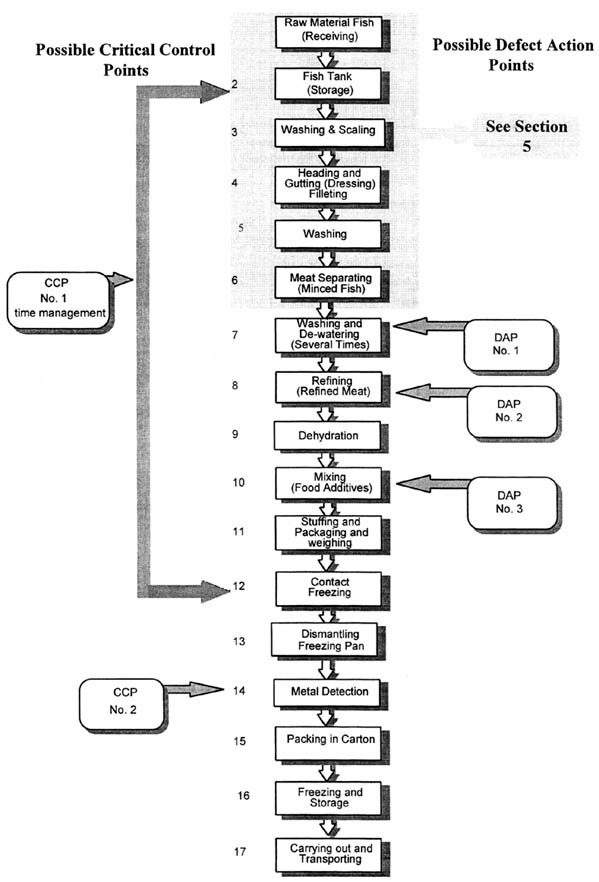 Possible Critical Control
Points
Raw Material Fish
(Receiving)
Possible Defect Action
Points
2
Fish Tank
(Storage)
3
Washing & Scaling
See Section
5
4
Heading and
Gutting (Dressing)
Filleting
5
Washing
6
Meat Separating
(Minced Fish)
CCP
No. 1
time management
7
Washing and
De-watering
(Several Times)
DAP
No. 1
8
Refining
(Refined Meat)
DAP
No. 2
9
Dehydration
10
Mixing
(Food Additives)
DAP
No. 3
11
Stuffing and
Packaging and
weighing
12
Contact
Freezing
13
Dismantling
Freezing Pan
CCP
No. 2
14
Metal Detection
15
Packing in Carton
16
Freezing and
Storage
17
Carrying out and
Transporting